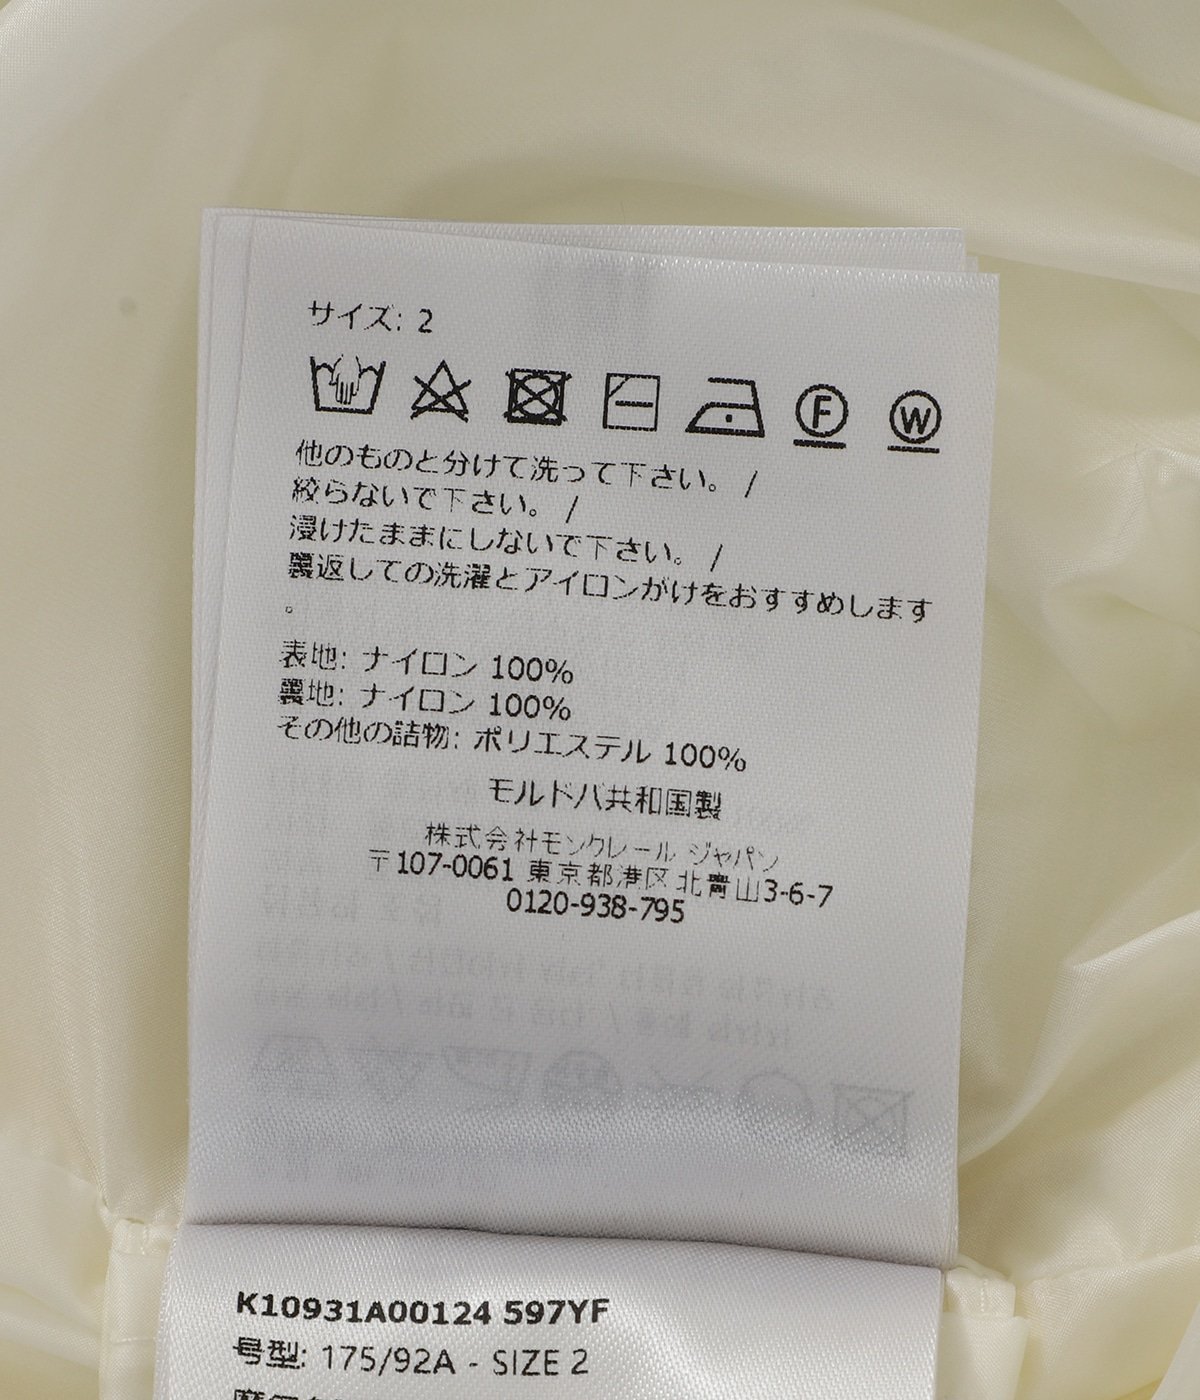 サイズ: 2
F W
他のものと分けて洗って下さい。 /
絞らないで下さい。 /
浸けたままにしないで下さい。 /
裏返しての洗濯とアイロンがけをおすすめします
。
表地: ナイロン 100%
裏地: ナイロン 100%
その他の詰物: ポリエステル 100%
モルドバ共和国製
株式会社モンクレール ジャパン
〒107-0061 東京都港区北青山3-6-7
0120-938-795
K10931A00124 597YF
号型: 175/92A - SIZE 2